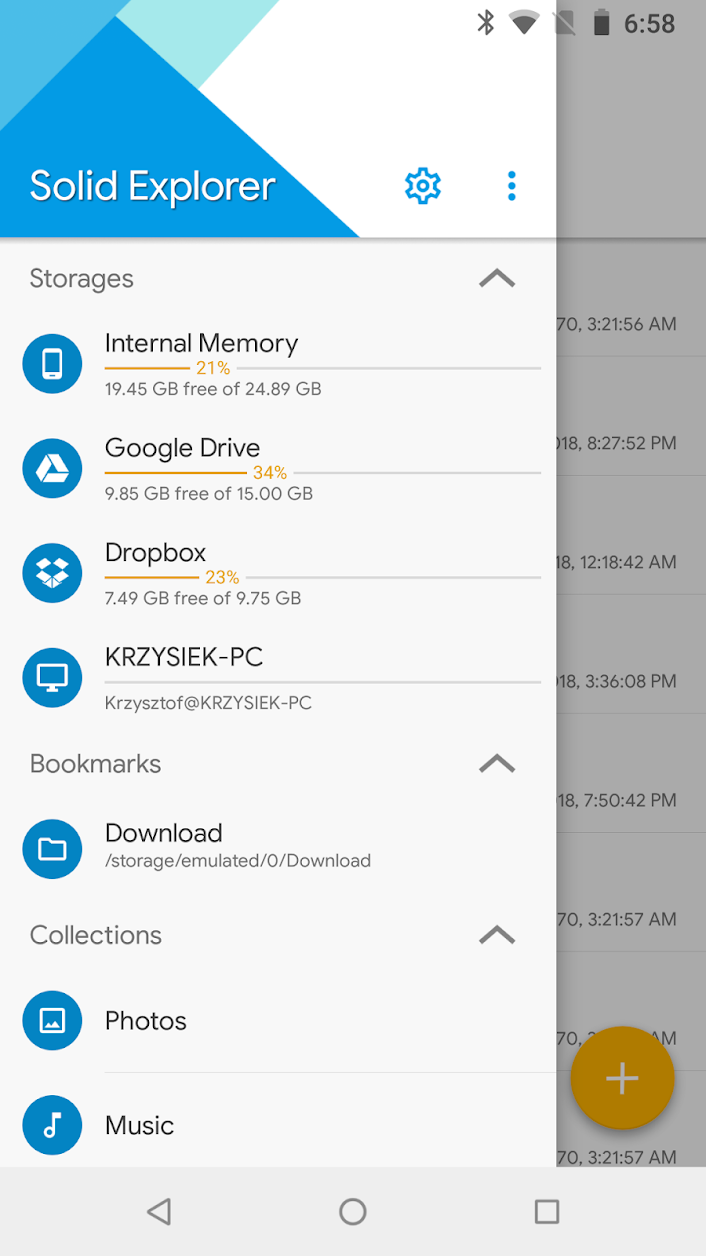 6:58
Solid Explorer
Storages
Internal Memory
21%
19.45 GB free of 24.89 GB
Google Drive
34%
9.85 GB free of 15.00 GB
Dropbox
23%
7.49 GB free of 9.75 GB
KRZYSIEK-PC
Krzysztof@KRZYSIEK-PC
Bookmarks
Download
/storage/emulated/0/Download
Collections
Photos
Music
70, 3:21:56 AM
18, 8:27:52 PM
18, 12:18:42 AM
18, 3:36:08 PM
18, 7:50:42 PM
70, 3:21:57 AM
70, AM
70, 3:21:57 AM